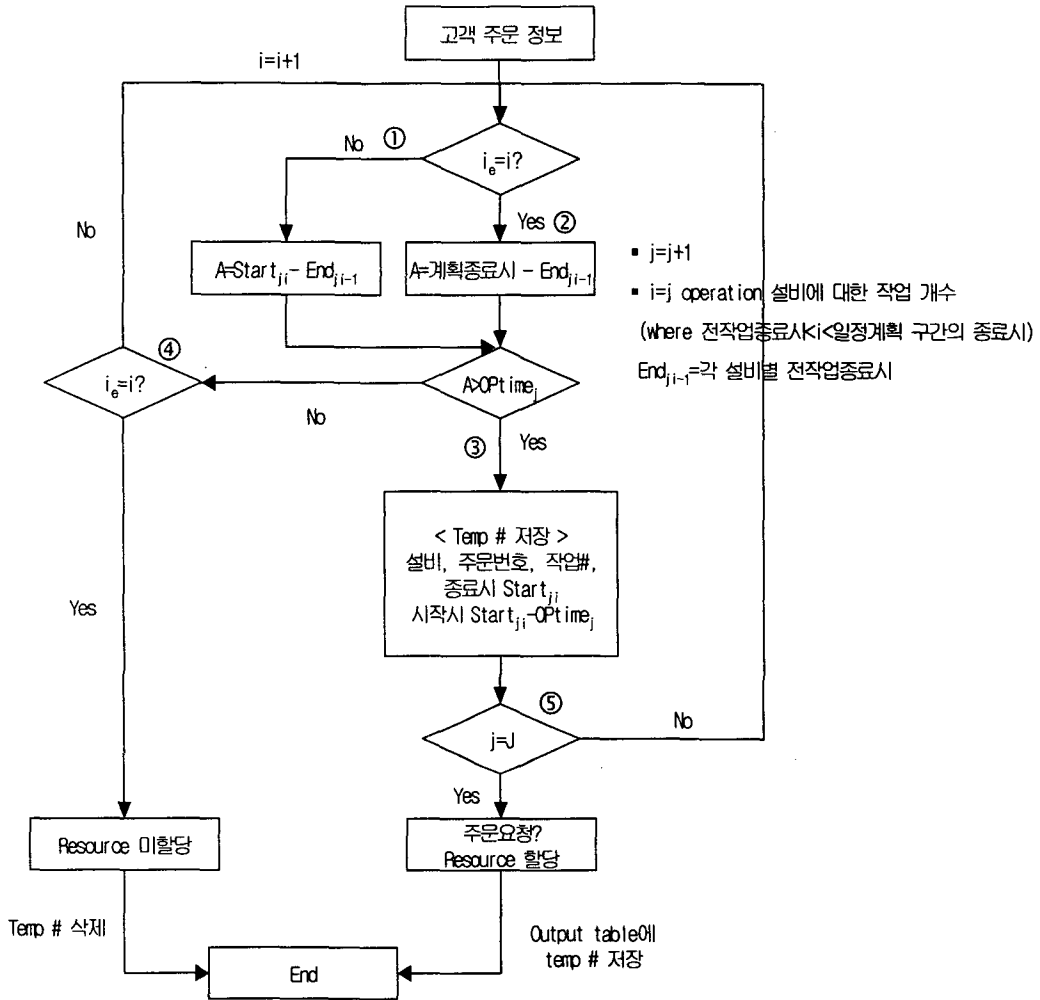 고객 주문 정보
i=i+1
No ①
i_e=i?
Yes ②
No
A=Start_ji - End_ji-1
A=계획종료시 - End_ji-1
▪ j=j+1
▪ i=j operation 설비에 대한 작업 개수
(where 전작업종료시<i<일정계획 구간의 종료시)
End_ji-1=각 설비별 전작업종료시
④
i_e=i?
A>OPtime_j
No
③ Yes
< Temp # 저장 >
설비, 주문번호, 작업#,
종료시 Start_ji
시작시 Start_ji-OPtime_j
Yes
⑤
j=J
No
Yes
Resource 미할당
주문요청?
Resource 할당
Temp # 삭제
Output table에
temp # 저장
End